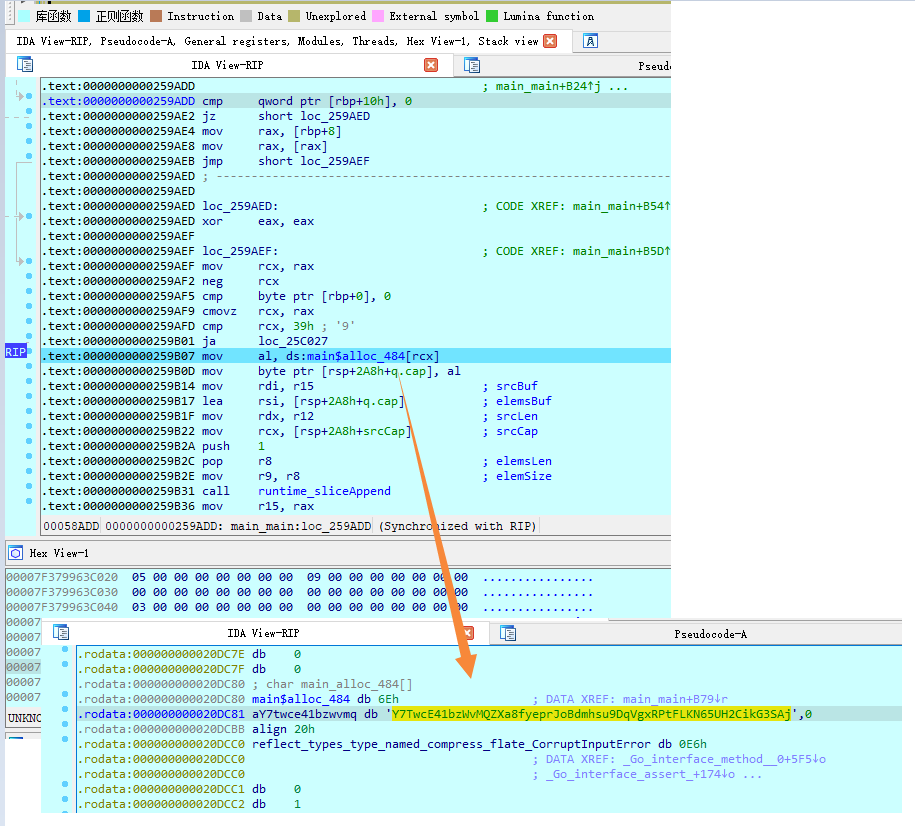 库函数 正则函数 Instruction Data Unexplored External symbol Lumina function
IDA View-RIP, Pseudocode-A, General registers, Modules, Threads, Hex View-1, Stack view
IDA View-RIP
Pseudo
.text:0000000000259ADD ; main_main+B24↑j ...
.text:0000000000259ADD cmp qword ptr [rbp+10h], 0
.text:0000000000259AE2 jz short loc_259AED
.text:0000000000259AE4 mov rax, [rbp+8]
.text:0000000000259AE8 mov rax, [rax]
.text:0000000000259AEB jmp short loc_259AEF
.text:0000000000259AED ; ---------------------------------------------------------------
.text:0000000000259AED
.text:0000000000259AED loc_259AED: ; CODE XREF: main_main+B54↑
.text:0000000000259AED xor eax, eax
.text:0000000000259AEF
.text:0000000000259AEF loc_259AEF: ; CODE XREF: main_main+B5D↑
.text:0000000000259AEF mov rcx, rax
.text:0000000000259AF2 neg rcx
.text:0000000000259AF5 cmp byte ptr [rbp+0], 0
.text:0000000000259AF9 cmovz rcx, rax
.text:0000000000259AFD cmp rcx, 39h ; '9'
.text:0000000000259B01 ja loc_25C027
RIP
.text:0000000000259B07 mov al, ds:main$alloc_484[rcx]
.text:0000000000259B0D mov byte ptr [rsp+2A8h+q.cap], al
.text:0000000000259B14 mov rdi, r15 ; srcBuf
.text:0000000000259B17 lea rsi, [rsp+2A8h+q.cap] ; elemsBuf
.text:0000000000259B1F mov rdx, r12 ; srcLen
.text:0000000000259B22 mov rcx, [rsp+2A8h+srcCap] ; srcCap
.text:0000000000259B2A push 1
.text:0000000000259B2C pop r8 ; elemsLen
.text:0000000000259B2E mov r9, r8 ; elemSize
.text:0000000000259B31 call runtime_sliceAppend
.text:0000000000259B36 mov r15, rax
00058ADD 0000000000259ADD: main_main:loc_259ADD (Synchronized with RIP)
Hex View-1
00007F379963C020 05 00 00 00 00 00 00 00 09 00 00 00 00 00 00 00 ................
00007F379963C030 00 00 00 00 00 00 00 00 00 00 00 00 00 00 00 00 ................
00007F379963C040 03 00 00 00 00 00 00 00 00 00 00 00 00 00 00 00 ................
00007
00007
00007
00007
00007
00007
UNKNO
IDA View-RIP
Pseudocode-A
.rodata:000000000020DC7E db 0
.rodata:000000000020DC7F db 0
.rodata:000000000020DC80 ; char main_alloc_484[]
.rodata:000000000020DC80 main$alloc_484 db 6Eh ; DATA XREF: main_main+B79↓r
.rodata:000000000020DC81 aY7twce41bzwvmq db 'Y7TwcE41bzWvMQZXa8fyeprJoBdmhsu9DqVgxRPtFLKN65UH2CikG3SAj',0
.rodata:000000000020DCBB align 20h
.rodata:000000000020DCC0 reflect_types_type_named_compress_flate_CorruptInputError db 0E6h
.rodata:000000000020DCC0 ; DATA XREF: _Go_interface_method__0+5F5↓o
.rodata:000000000020DCC0 ; _Go_interface_assert_+174↓o ...
.rodata:000000000020DCC1 db 0
.rodata:000000000020DCC2 db 1